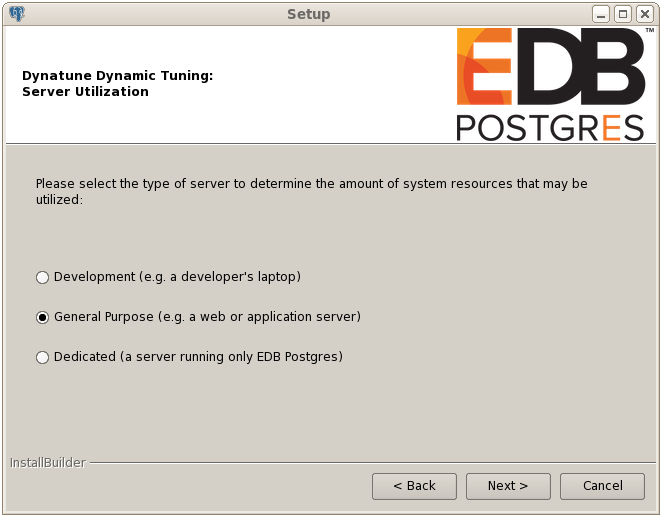 Setup
Dynatune Dynamic Tuning:
Server Utilization
EDB™
POSTGRES
Please select the type of server to determine the amount of system resources that may be
utilized:
Development (e.g. a developer's laptop)
General Purpose (e.g. a web or application server)
Dedicated (a server running only EDB Postgres)
InstallBuilder
< Back
Next >
Cancel